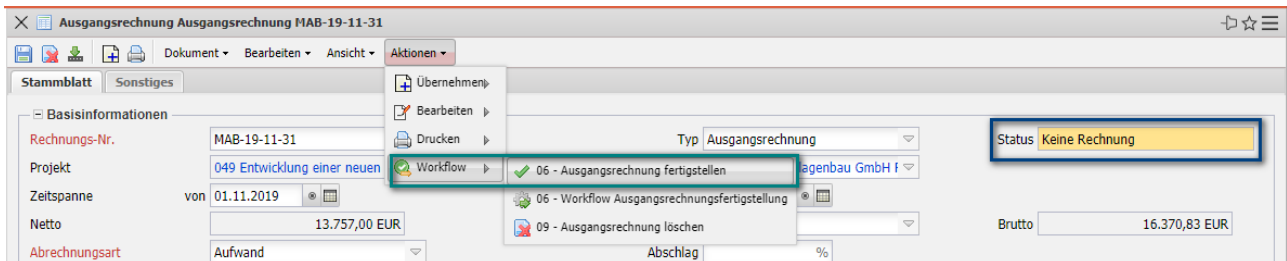 Ausgangsrechnung Ausgangsrechnung MAB-19-11-31
Dokument Bearbeiten Ansicht Aktionen
Stammblatt Sonstiges
Übernehmen
Basisinformationen
Bearbeiten
Rechnungs-Nr. MAB-19-11-31 Drucken Typ Ausgangsrechnung Status Keine Rechnung
Projekt 049 Entwicklung einer neuen Workflow 06 - Ausgangsrechnung fertigstellen lagenbau GmbH
Zeitspanne von 01.11.2019 06 - Workflow Ausgangsrechnungsfertigstellung
Netto 13.757,00 EUR 09 - Ausgangsrechnung löschen Brutto 16.370,83 EUR
Abrechnungsart Aufwand Abschlag %